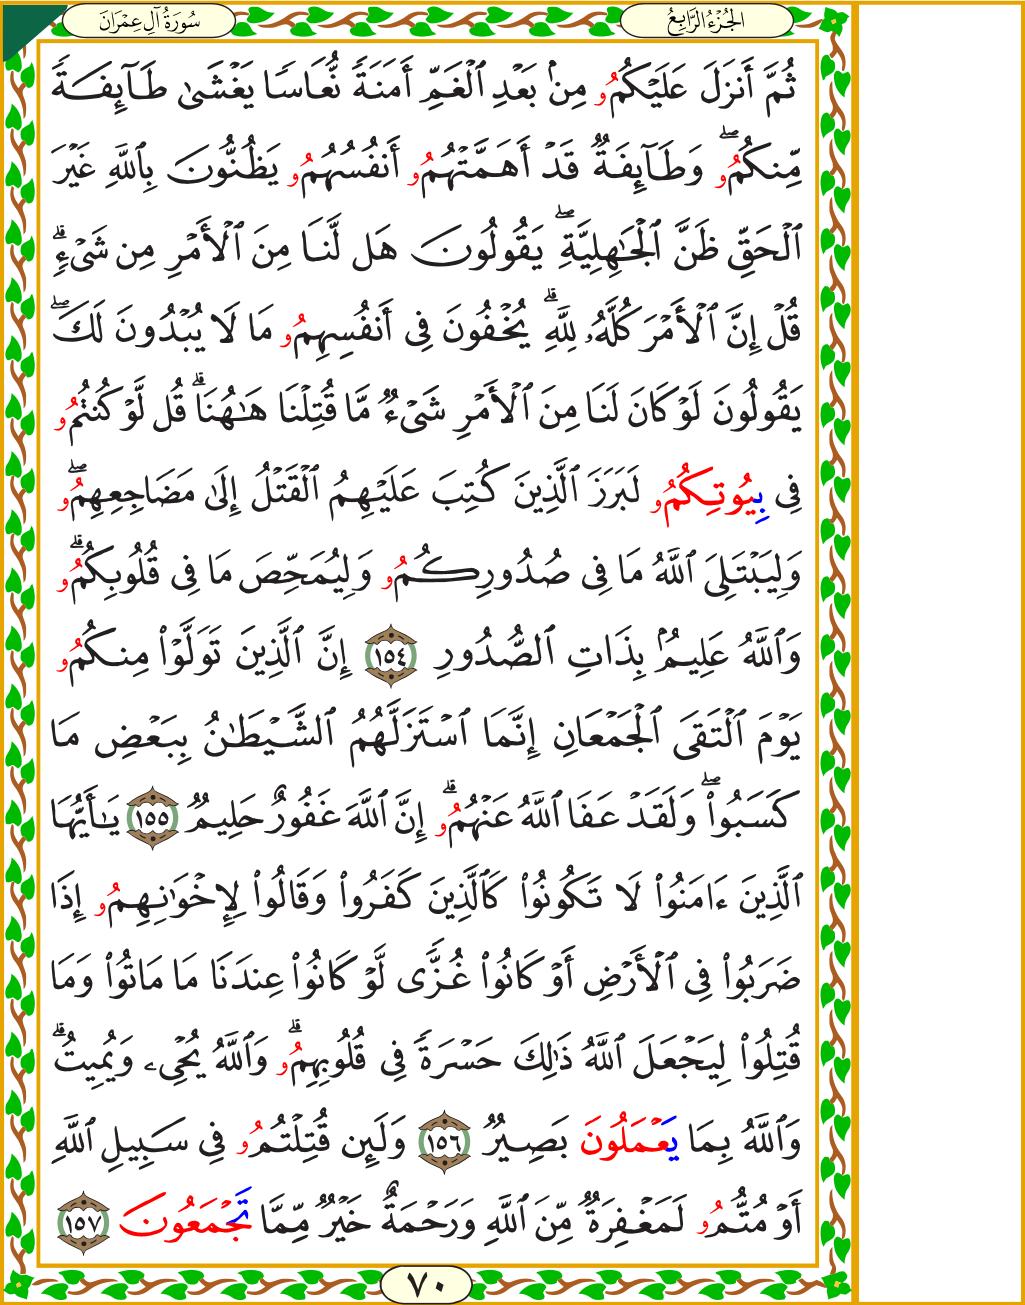 سُورَةُ آلِ عِمْرَانَ
الجُزْءُ الرَّابِعُ
ثُمَّ أَنزَلَ عَلَيْكُمُو مِنۢ بَعْدِ ٱلْغَمِّ أَمَنَةً نُّعَاسًا يَغْشَىٰ طَآئِفَةً
مِّنكُمُوۖ وَطَآئِفَةٌ قَدْ أَهَمَّتْهُمُو أَنفُسُهُمُو يَظُنُّونَ بِٱللَّهِ غَيْرَ
ٱلْحَقِّ ظَنَّ ٱلْجَٰهِلِيَّةِۖ يَقُولُونَ هَل لَّنَا مِنَ ٱلْأَمْرِ مِن شَىْءٍۗ
قُلْ إِنَّ ٱلْأَمْرَ كُلَّهُۥ لِلَّهِۗ يُخْفُونَ فِى أَنفُسِهِمُو مَا لَا يُبْدُونَ لَكَۖ
يَقُولُونَ لَوْ كَانَ لَنَا مِنَ ٱلْأَمْرِ شَىْءٌ مَّا قُتِلْنَا هَٰهُنَاۗ قُل لَّوْ كُنتُمُو
فِى بِيُوتِكُمُو لَبَرَزَ ٱلَّذِينَ كُتِبَ عَلَيْهِمُ ٱلْقَتْلُ إِلَىٰ مَضَاجِعِهِمُوۖ
وَلِيَبْتَلِىَ ٱللَّهُ مَا فِى صُدُورِكُمُو وَلِيُمَحِّصَ مَا فِى قُلُوبِكُمُوۗ
وَٱللَّهُ عَلِيمٌۢ بِذَاتِ ٱلصُّدُورِ ١٥٤ إِنَّ ٱلَّذِينَ تَوَلَّوْا۟ مِنكُمُو
يَوْمَ ٱلْتَقَى ٱلْجَمْعَانِ إِنَّمَا ٱسْتَزَلَّهُمُ ٱلشَّيْطَٰنُ بِبَعْضِ مَا
كَسَبُوا۟ۖ وَلَقَدْ عَفَا ٱللَّهُ عَنْهُمُوۗ إِنَّ ٱللَّهَ غَفُورٌ حَلِيمٌ ١٥٥ يَٰٓأَيُّهَا
ٱلَّذِينَ ءَامَنُوا۟ لَا تَكُونُوا۟ كَٱلَّذِينَ كَفَرُوا۟ وَقَالُوا۟ لِإِخْوَٰنِهِمُو إِذَا
ضَرَبُوا۟ فِى ٱلْأَرْضِ أَوْ كَانُوا۟ غُزًّى لَّوْ كَانُوا۟ عِندَنَا مَا مَاتُوا۟ وَمَا
قُتِلُوا۟ لِيَجْعَلَ ٱللَّهُ ذَٰلِكَ حَسْرَةً فِى قُلُوبِهِمُوۗ وَٱللَّهُ يُحْىِۦ وَيُمِيتُۗ
وَٱللَّهُ بِمَا يَعْمَلُونَ بَصِيرٌ ١٥٦ وَلَئِن قُتِلْتُمُو فِى سَبِيلِ ٱللَّهِ
أَوْ مُتُّمُو لَمَغْفِرَةٌ مِّنَ ٱللَّهِ وَرَحْمَةٌ خَيْرٌ مِّمَّا تَجْمَعُونَ ١٥٧
٧٠